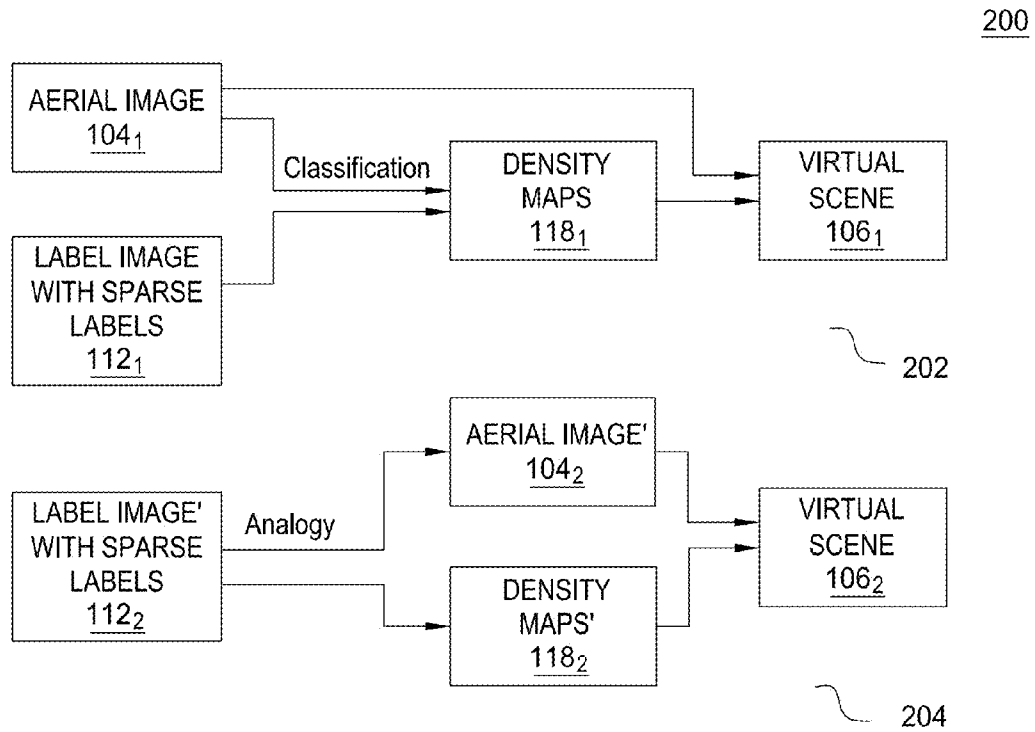 200
AERIAL IMAGE
104₁
Classification
LABEL IMAGE
WITH SPARSE
LABELS
112₁
DENSITY
MAPS
118₁
VIRTUAL
SCENE
106₁
202
LABEL IMAGE'
WITH SPARSE
LABELS
112₂
Analogy
AERIAL IMAGE'
104₂
DENSITY
MAPS'
118₂
VIRTUAL
SCENE
106₂
204